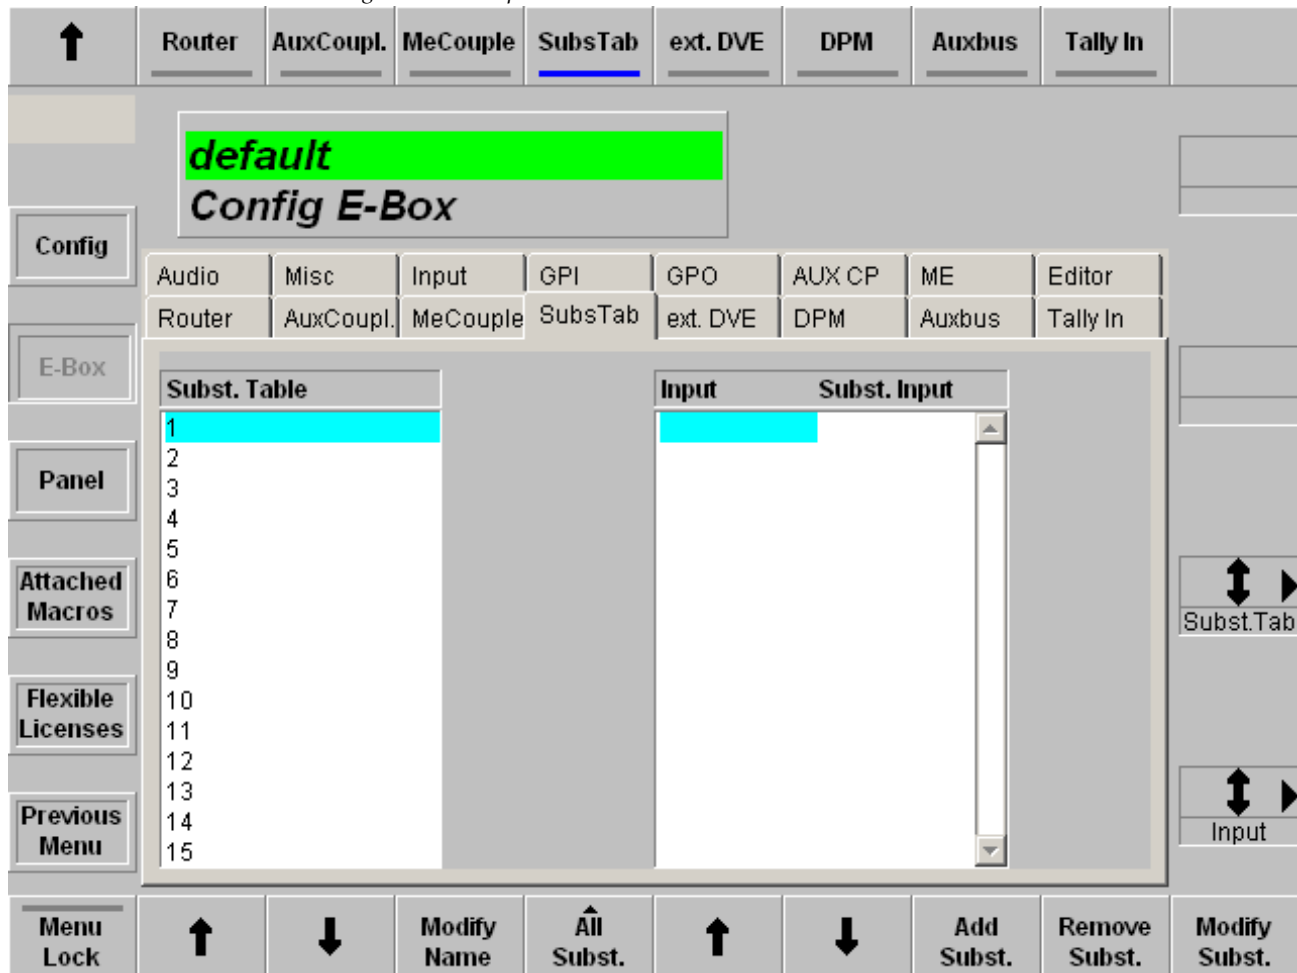 Router AuxCoupl. MeCouple SubsTab ext. DVE DPM Auxbus Tally In
default
Config E-Box
Config
Audio Misc Input GPI GPO AUX CP ME Editor
Router AuxCoupl. MeCouple SubsTab ext. DVE DPM Auxbus Tally In
E-Box
Subst. Table Input Subst. Input
1
2
Panel
3
4
5
Attached
Macros
6
7
Subst.Tab
8
9
Flexible
Licenses
10
11
12
13
Previous
Menu
14
Input
15
Menu
Lock
Modify
Name
All
Subst.
Add
Subst.
Remove
Subst.
Modify
Subst.